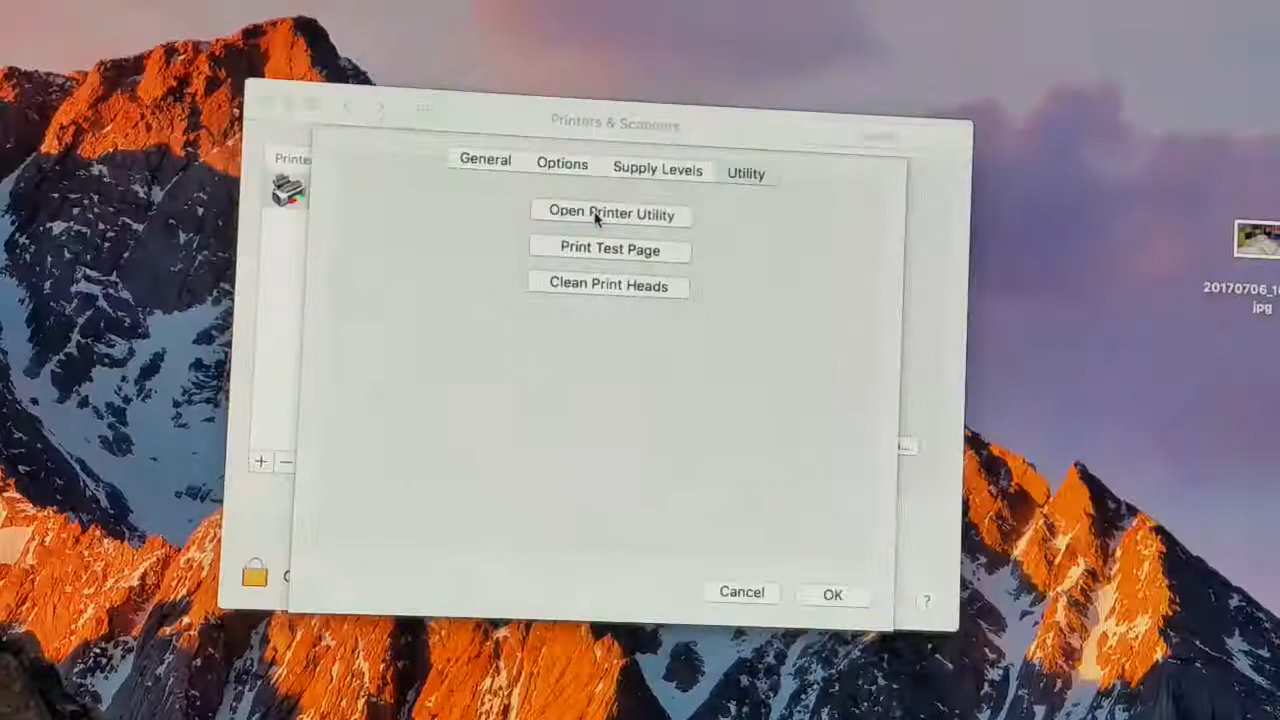 Printers & Scanners
Printe
General Options Supply Levels Utility
Open Printer Utility
Print Test Page
Clean Print Heads
+ −
Cancel OK ?
20170706_1
jpg